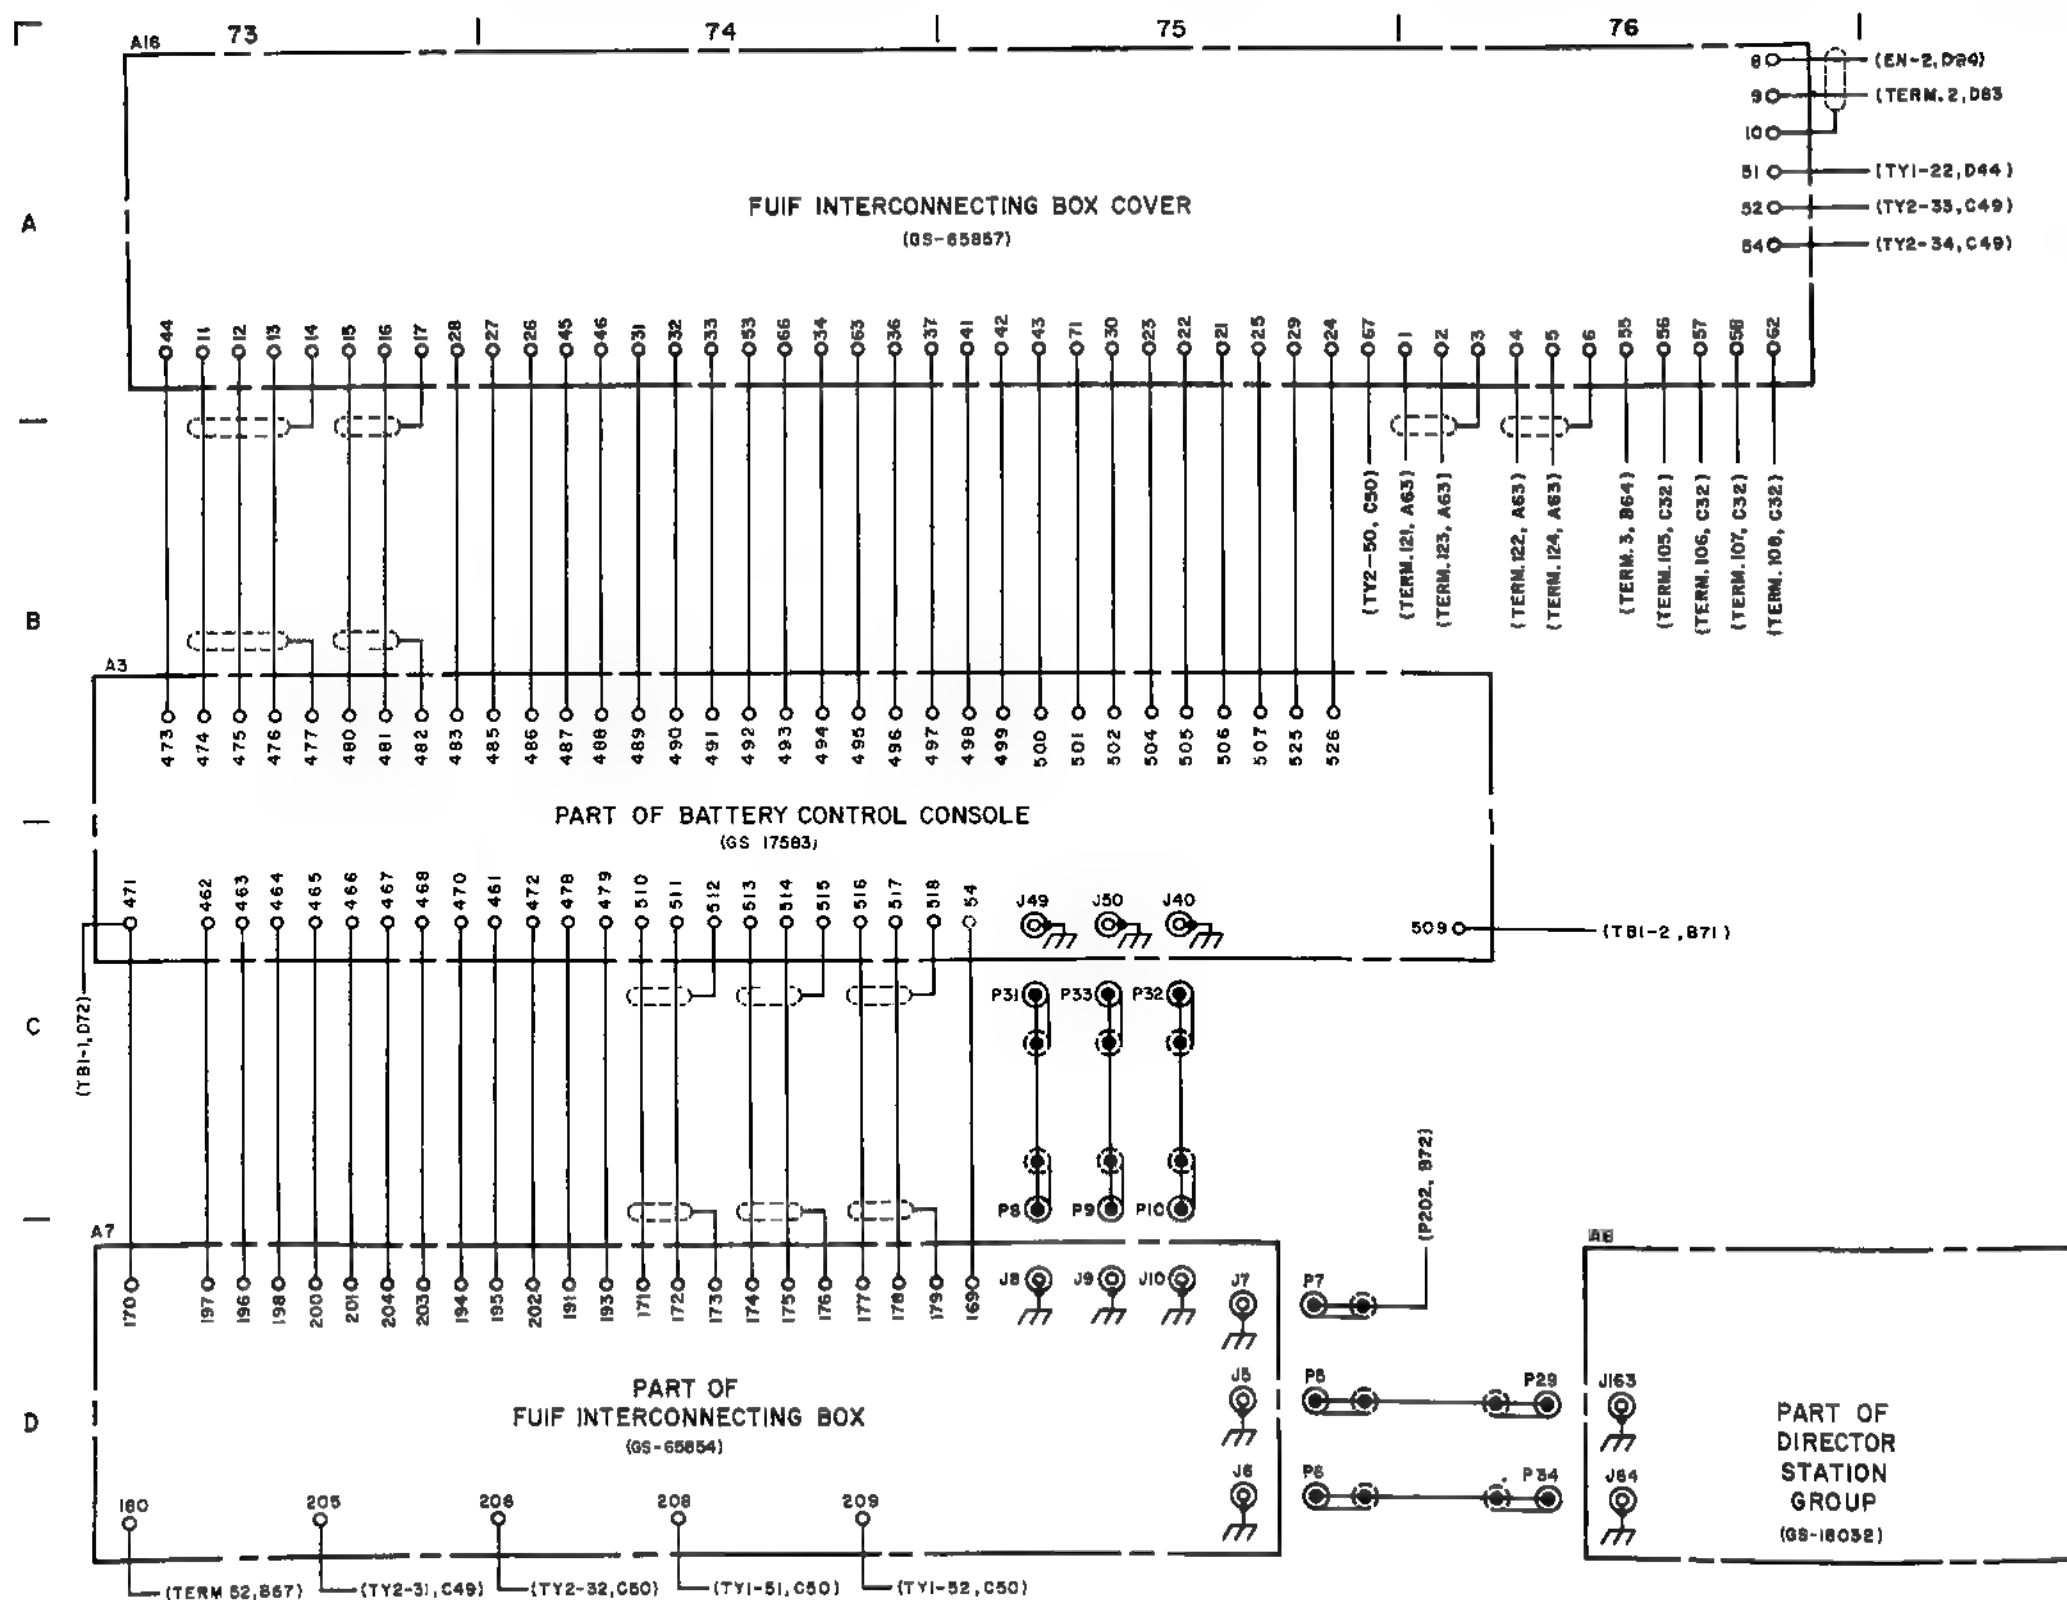 73 74 75 76
A16
8 (EN-2,D84)
9 (TERM.2,D83
10
51 (TY1-22,D44)
52 (TY2-33,C49)
54 (TY2-34,C49)
A
FUIF INTERCONNECTING BOX COVER
(GS-65857)
44 11 12 13 14 15 16 17 28 27 26 45 46 31 32 33 53 66 34 63 36 37 41 42 43 71 30 23 22 21 25 29 24 67 1 2 3 4 5 6 55 56 57 58 62
(TY2-50, C50)
(TERM.121, A63)
(TERM.123, A63)
(TERM.122, A63)
(TERM.124, A63)
(TERM.3, B64)
(TERM.105, C32)
(TERM.106, C32)
(TERM.107, C32)
(TERM.108, C32)
B
A3
473 474 475 476 477 480 481 482 483 485 486 487 488 489 490 491 492 493 494 495 496 497 498 499 500 501 502 504 505 506 507 525 526
PART OF BATTERY CONTROL CONSOLE
(GS 17583)
471 462 463 464 465 466 467 468 470 461 472 478 479 510 511 512 513 514 515 516 517 518 54
J49 J50 J40
509 (TB1-2,B71)
(TB1-1,D72)
C
P31 P33 P32
P8 P9 P10
(P202, B72)
A7
170 197 196 198 200 201 204 203 194 195 202 191 193 171 172 173 174 175 176 177 178 179 169
J8 J9 J10 J7 P7
J5 P5 P29 J163
J6 P6 P34 J84
D
PART OF
FUIF INTERCONNECTING BOX
(GS-65854)
PART OF
DIRECTOR
STATION
GROUP
(GS-18032)
180 205 206 208 209
(TERM 52,B67) (TY2-31,C49) (TY2-32,C50) (TY1-51,C50) (TY1-52,C50)